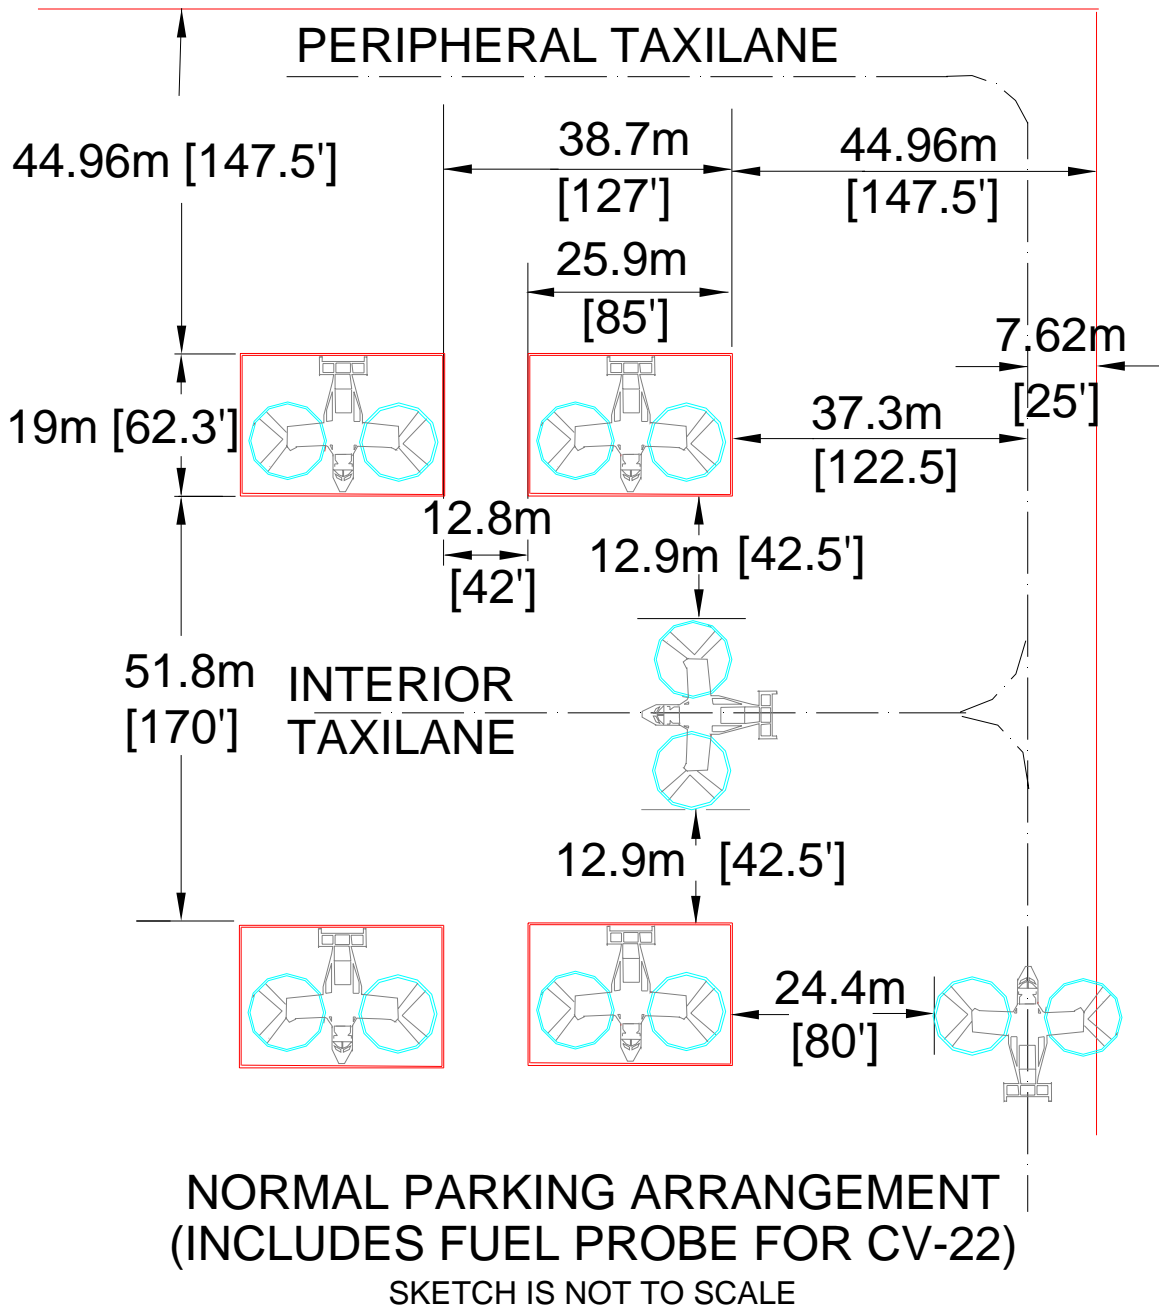 PERIPHERAL TAXILANE
44.96m [147.5']
38.7m
[127']
44.96m
[147.5']
25.9m
[85']
7.62m
[25']
19m [62.3']
37.3m
[122.5]
12.8m
[42']
12.9m [42.5']
51.8m
[170']
INTERIOR
TAXILANE
12.9m [42.5']
24.4m
[80']
NORMAL PARKING ARRANGEMENT
(INCLUDES FUEL PROBE FOR CV-22)
SKETCH IS NOT TO SCALE